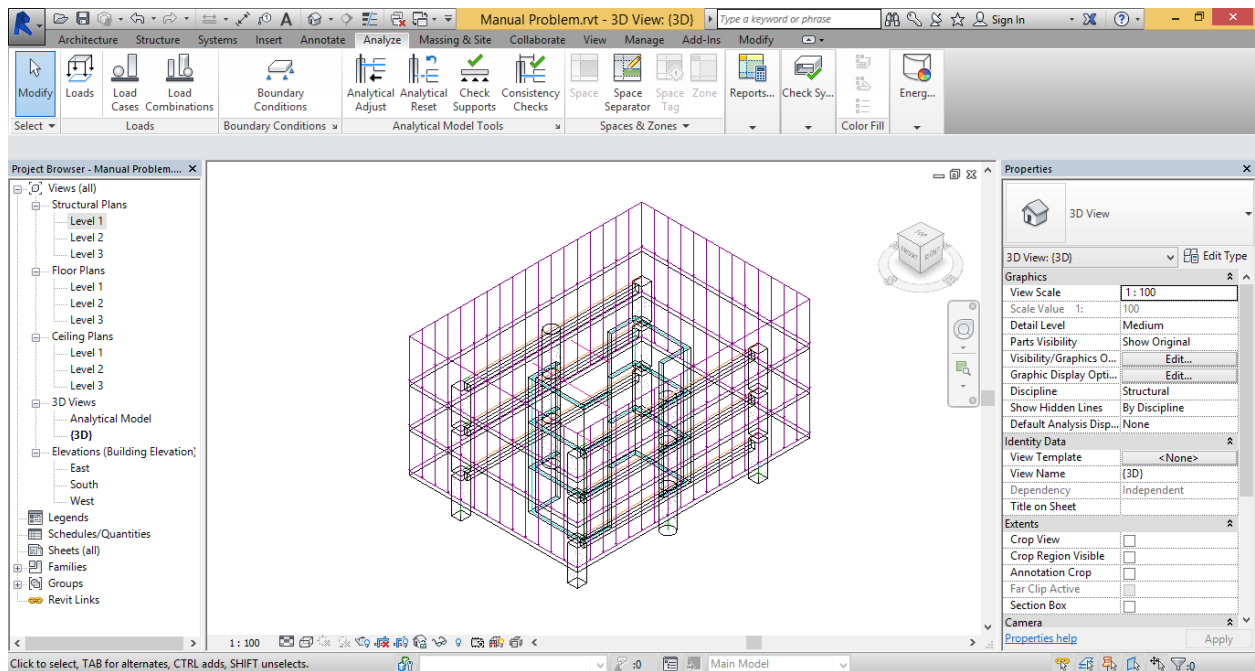 Manual Problem.rvt - 3D View: {3D}
Type a keyword or phrase
Sign In
Architecture Structure Systems Insert Annotate Analyze Massing & Site Collaborate View Manage Add-Ins Modify
Modify Loads Load Cases Load Combinations Boundary Conditions Analytical Adjust Analytical Reset Check Supports Consistency Checks Space Space Separator Space Tag Zone Reports... Check Sy... Energ...
Select Loads Boundary Conditions Analytical Model Tools Spaces & Zones Color Fill
Project Browser - Manual Problem....
Views (all)
Structural Plans
Level 1
Level 2
Level 3
Floor Plans
Level 1
Level 2
Level 3
Ceiling Plans
Level 1
Level 2
Level 3
3D Views
Analytical Model
{3D}
Elevations (Building Elevation)
East
South
West
Legends
Schedules/Quantities
Sheets (all)
Families
Groups
Revit Links
Properties
3D View
3D View: {3D} Edit Type
Graphics
View Scale 1 : 100
Scale Value 1: 100
Detail Level Medium
Parts Visibility Show Original
Visibility/Graphics O... Edit...
Graphic Display Opti... Edit...
Discipline Structural
Show Hidden Lines By Discipline
Default Analysis Disp... None
Identity Data
View Template <None>
View Name {3D}
Dependency Independent
Title on Sheet
Extents
Crop View
Crop Region Visible
Annotation Crop
Far Clip Active
Section Box
Camera
Properties help Apply
1 : 100
Click to select, TAB for alternates, CTRL adds, SHIFT unselects.
:0 Main Model :0